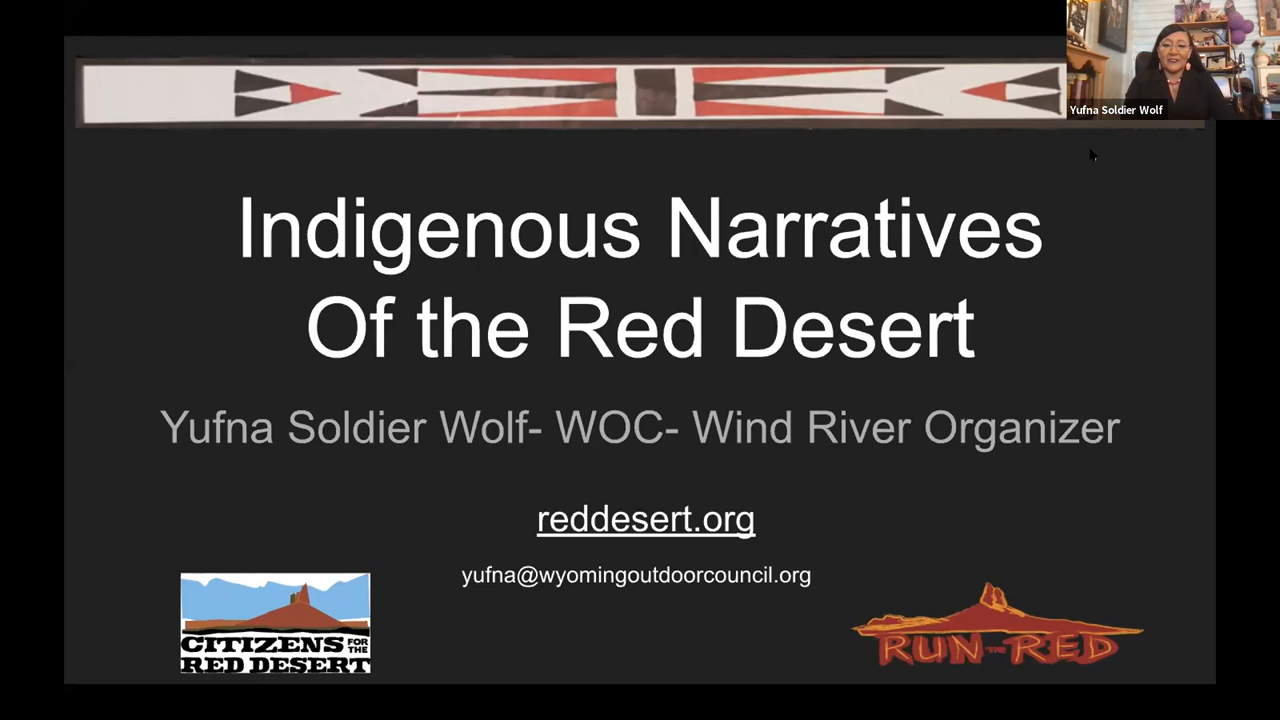 Yufna Soldier Wolf
Indigenous Narratives
Of the Red Desert
Yufna Soldier Wolf- WOC- Wind River Organizer
reddesert.org
yufna@wyomingoutdoorcouncil.org
CITIZENS FOR THE
RED DESERT
RUN THE RED